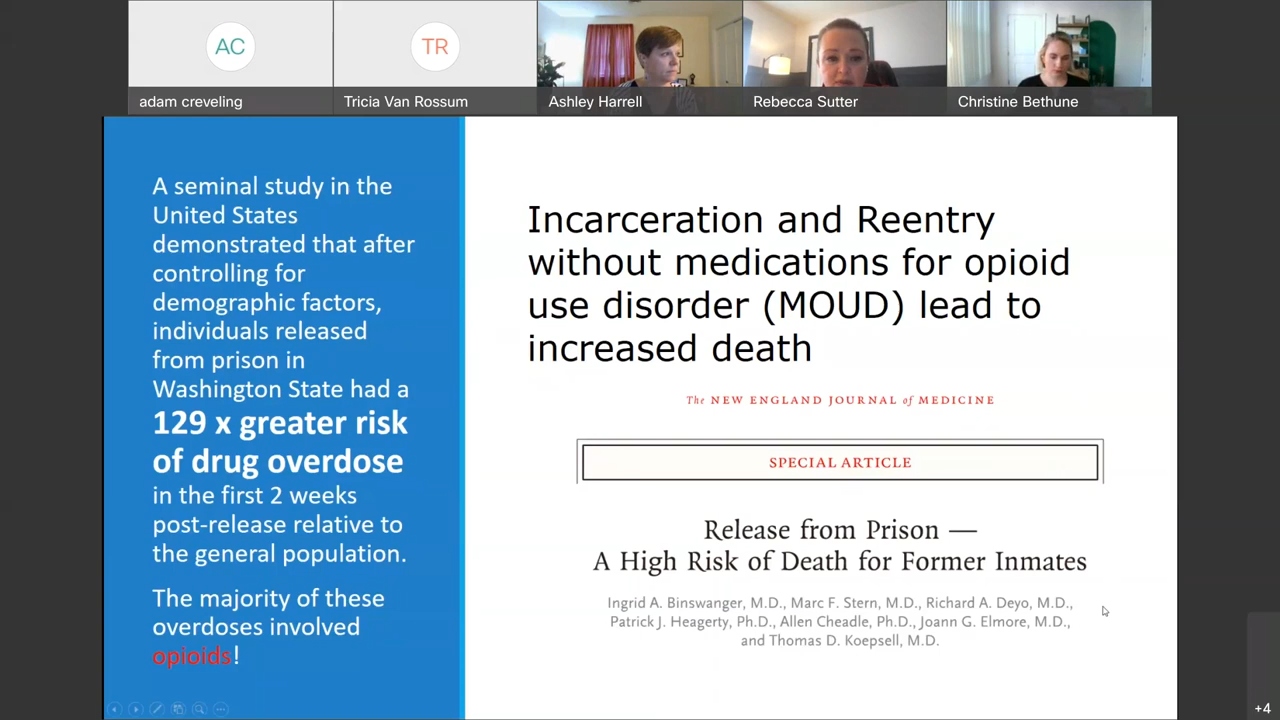 AC
TR
adam creveling
Tricia Van Rossum
Ashley Harrell
Rebecca Sutter
Christine Bethune
A seminal study in the
United States
demonstrated that after
controlling for
demographic factors,
individuals released
from prison in
Washington State had a
129 x greater risk
of drug overdose
in the first 2 weeks
post-release relative to
the general population.
The majority of these
overdoses involved
opioids!
Incarceration and Reentry
without medications for opioid
use disorder (MOUD) lead to
increased death
The NEW ENGLAND JOURNAL of MEDICINE
SPECIAL ARTICLE
Release from Prison —
A High Risk of Death for Former Inmates
Ingrid A. Binswanger, M.D., Marc F. Stern, M.D., Richard A. Deyo, M.D.,
Patrick J. Heagerty, Ph.D., Allen Cheadle, Ph.D., Joann G. Elmore, M.D.,
and Thomas D. Koepsell, M.D.
+4